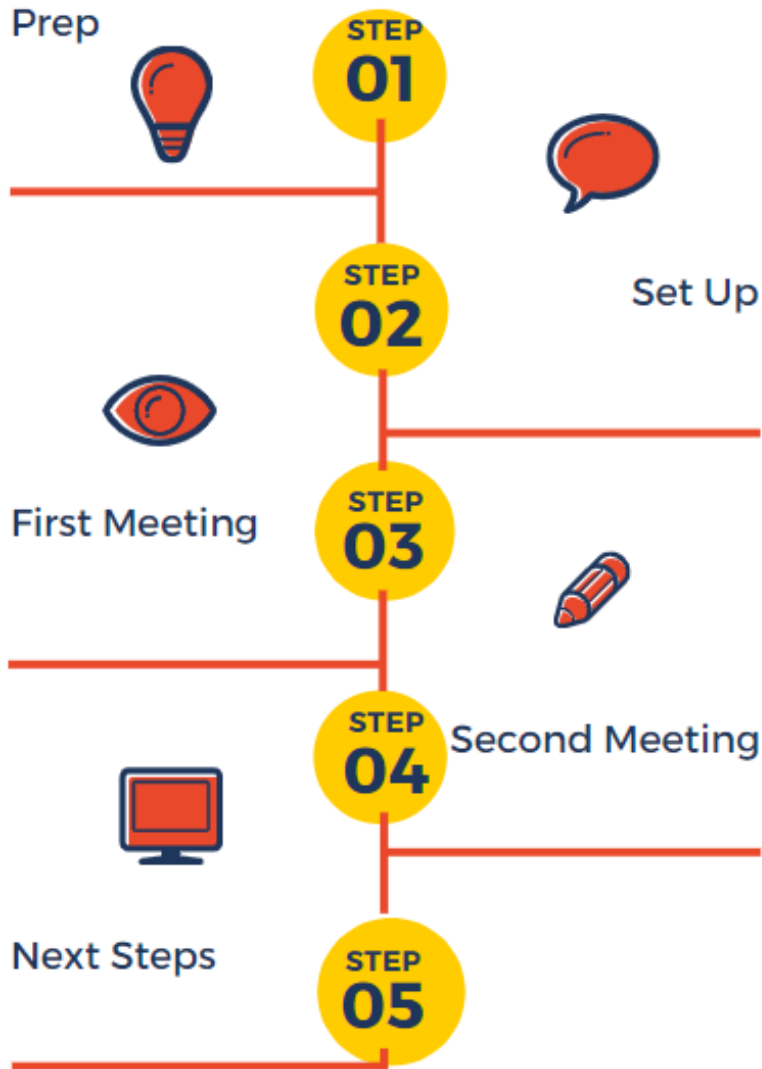 Prep
STEP
01
STEP
02
Set Up
First Meeting
STEP
03
STEP
04
Second Meeting
Next Steps
STEP
05